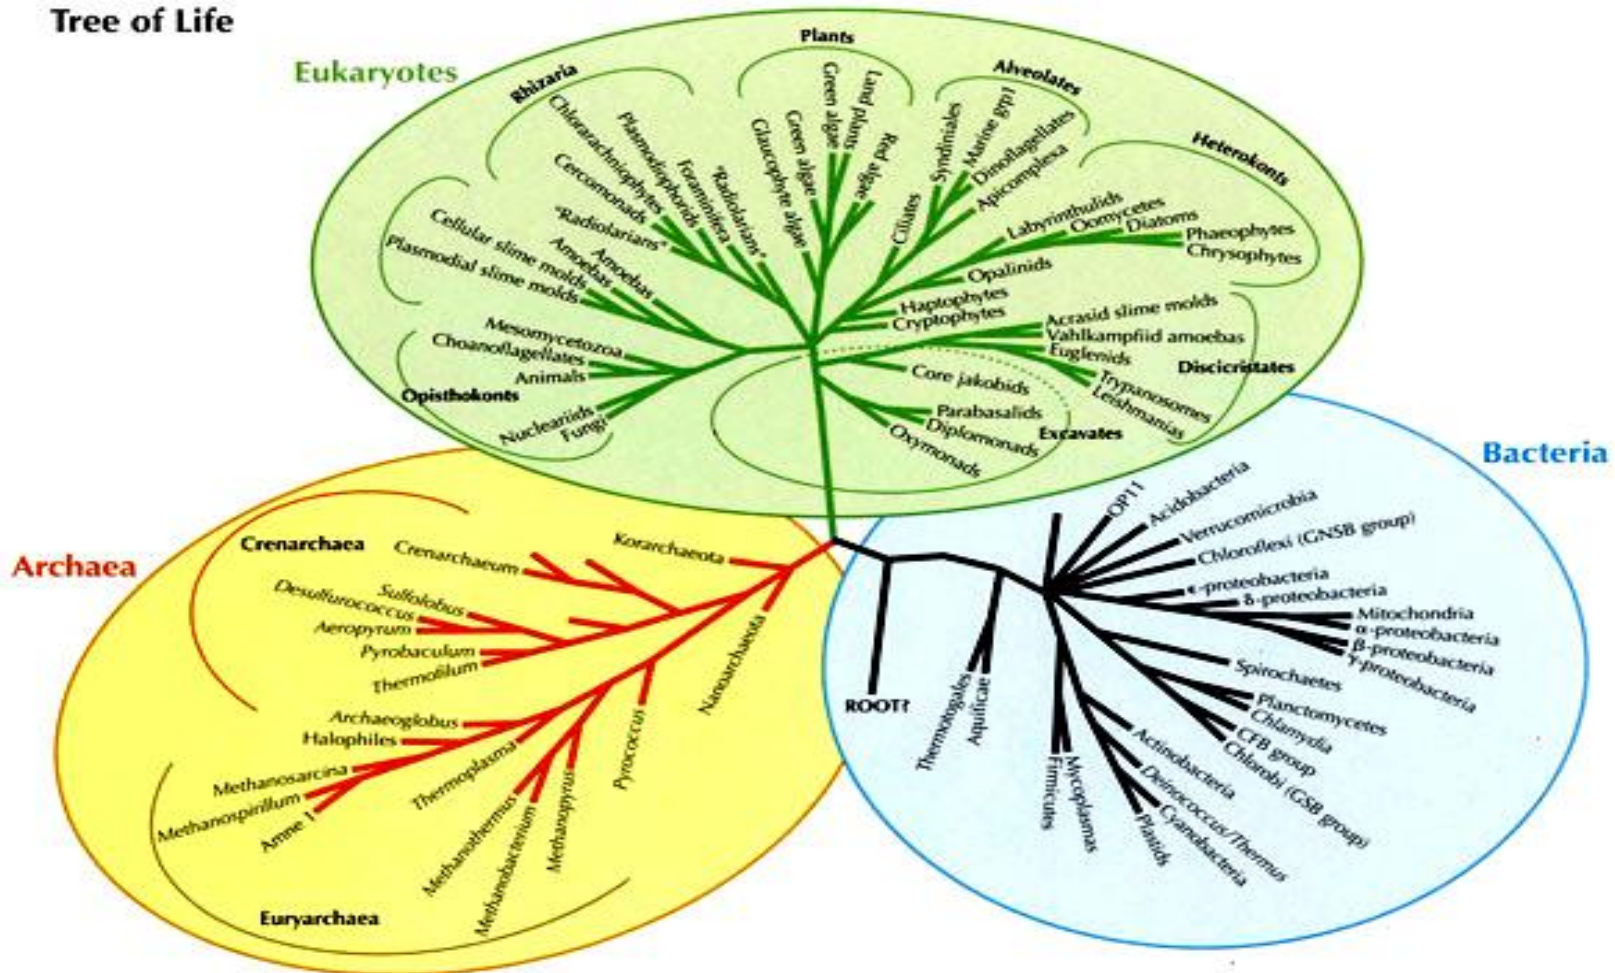 Tree of Life
Eukaryotes
Rhizaria
Plants
Alveolates
Heterokonts
Chlorarachniophytes
Plasmodiophorids
Foraminifera
"Radiolarians"
Cercomonads
"Radiolarians"
Glaucophyte algae
Green algae
Green algae
Land plants
Red algae
Ciliates
Syndiniales
Marine grp1
Dinoflagellates
Apicomplexa
Labyrinthulids
Oomycetes
Diatoms
Phaeophytes
Chrysophytes
Opalinids
Haptophytes
Cryptophytes
Cellular slime molds
Plasmodial slime molds
Amoebas
Amoebas
Mesomycetozoa
Choanoflagellates
Animals
Opisthokonts
Nucleariids
Fungi
Acrasid slime molds
Vahlkampfiid amoebas
Euglenids
Discicristates
Trypanosomes
Leishmanias
Core jakobids
Parabasalids
Diplomonads
Excavates
Oxymonads
Archaea
Crenarchaea
Crenarchaeum
Korarchaeota
Desulfurococcus
Sulfolobus
Aeropyrum
Pyrobaculum
Thermofilum
Nanoarchaeota
Archaeoglobus
Halophiles
Methanosarcina
Methanospirillum
Anme 1
Thermoplasma
Methanothermus
Methanobacterium
Methanopyrus
Pyrococcus
Euryarchaea
Bacteria
OP11
Acidobacteria
Verrucomicrobia
Chloroflexi (GNSB group)
ε-proteobacteria
δ-proteobacteria
Mitochondria
α-proteobacteria
β-proteobacteria
γ-proteobacteria
Spirochaetes
Planctomycetes
Chlamydia
CFB group
Chlorobi (GSB group)
Actinobacteria
Deinococcus/Thermus
Cyanobacteria
Plastids
Mycoplasmas
Firmicutes
Aquificae
Thermotogales
ROOT?